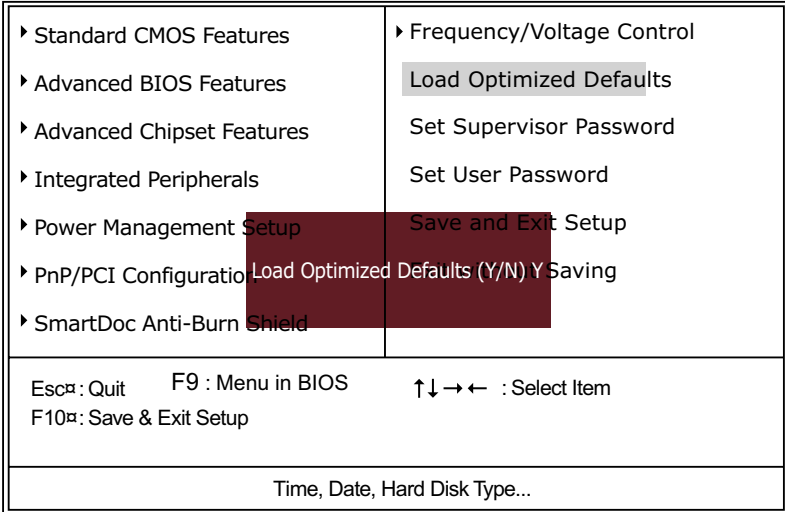 Standard CMOS Features
Advanced BIOS Features
Advanced Chipset Features
Integrated Peripherals
Power Management Setup
PnP/PCI Configuration
SmartDoc Anti-Burn Shield
Frequency/Voltage Control
Load Optimized Defaults
Set Supervisor Password
Set User Password
Save and Exit Setup
Exit without Saving
Load Optimized Defaults (Y/N) Y
Esc¤ : Quit F9 : Menu in BIOS ↑↓→← : Select Item
F10¤ : Save & Exit Setup
Time, Date, Hard Disk Type...